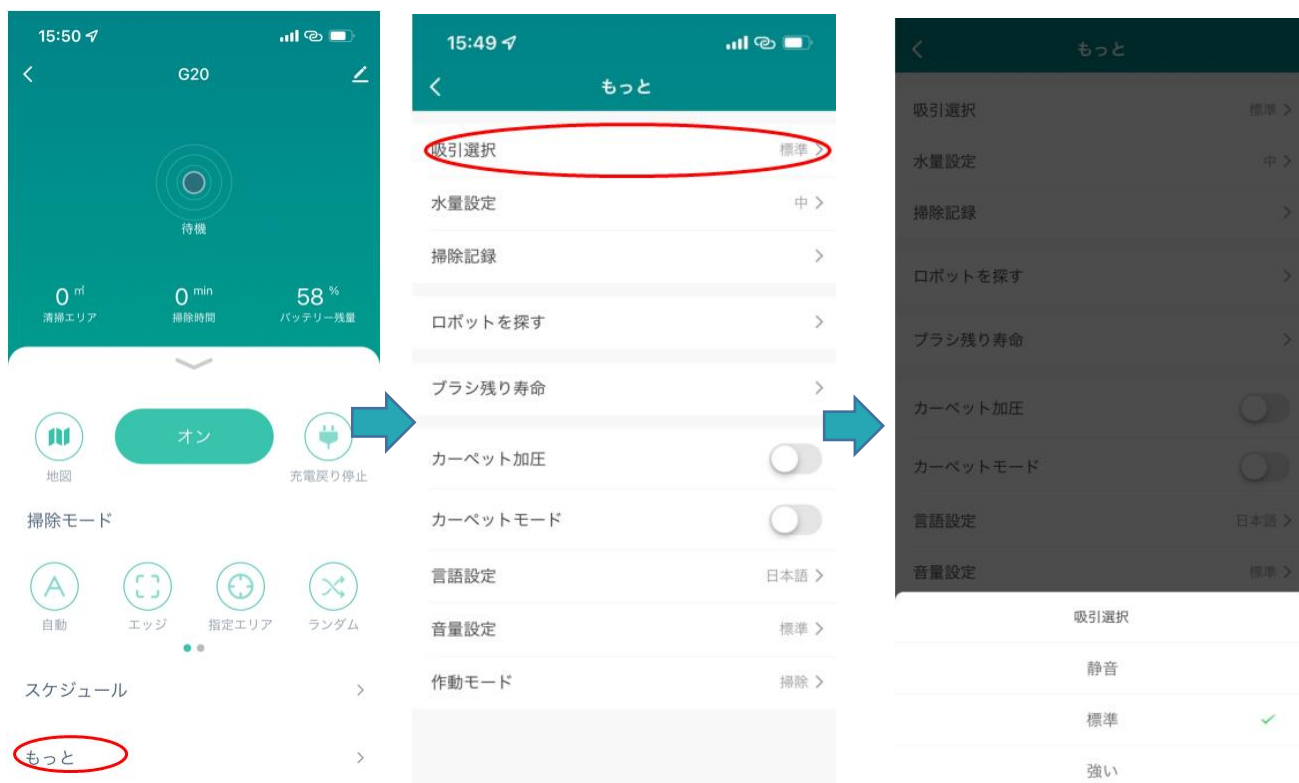 15:50
G20
待機
0 ㎡
0 min
58 %
清掃エリア
掃除時間
バッテリー残量
オン
地図
充電戻り停止
掃除モード
A
自動
エッジ
指定エリア
ランダム
スケジュール
もっと
15:49
もっと
吸引選択 標準
水量設定 中
掃除記録
ロボットを探す
ブラシ残り寿命
カーペット加圧
カーペットモード
言語設定 日本語
音量設定 標準
作動モード 掃除
もっと
吸引選択 標準
水量設定 中
掃除記録
ロボットを探す
ブラシ残り寿命
カーペット加圧
カーペットモード
言語設定 日本語
音量設定 標準
吸引選択
静音
標準
強い